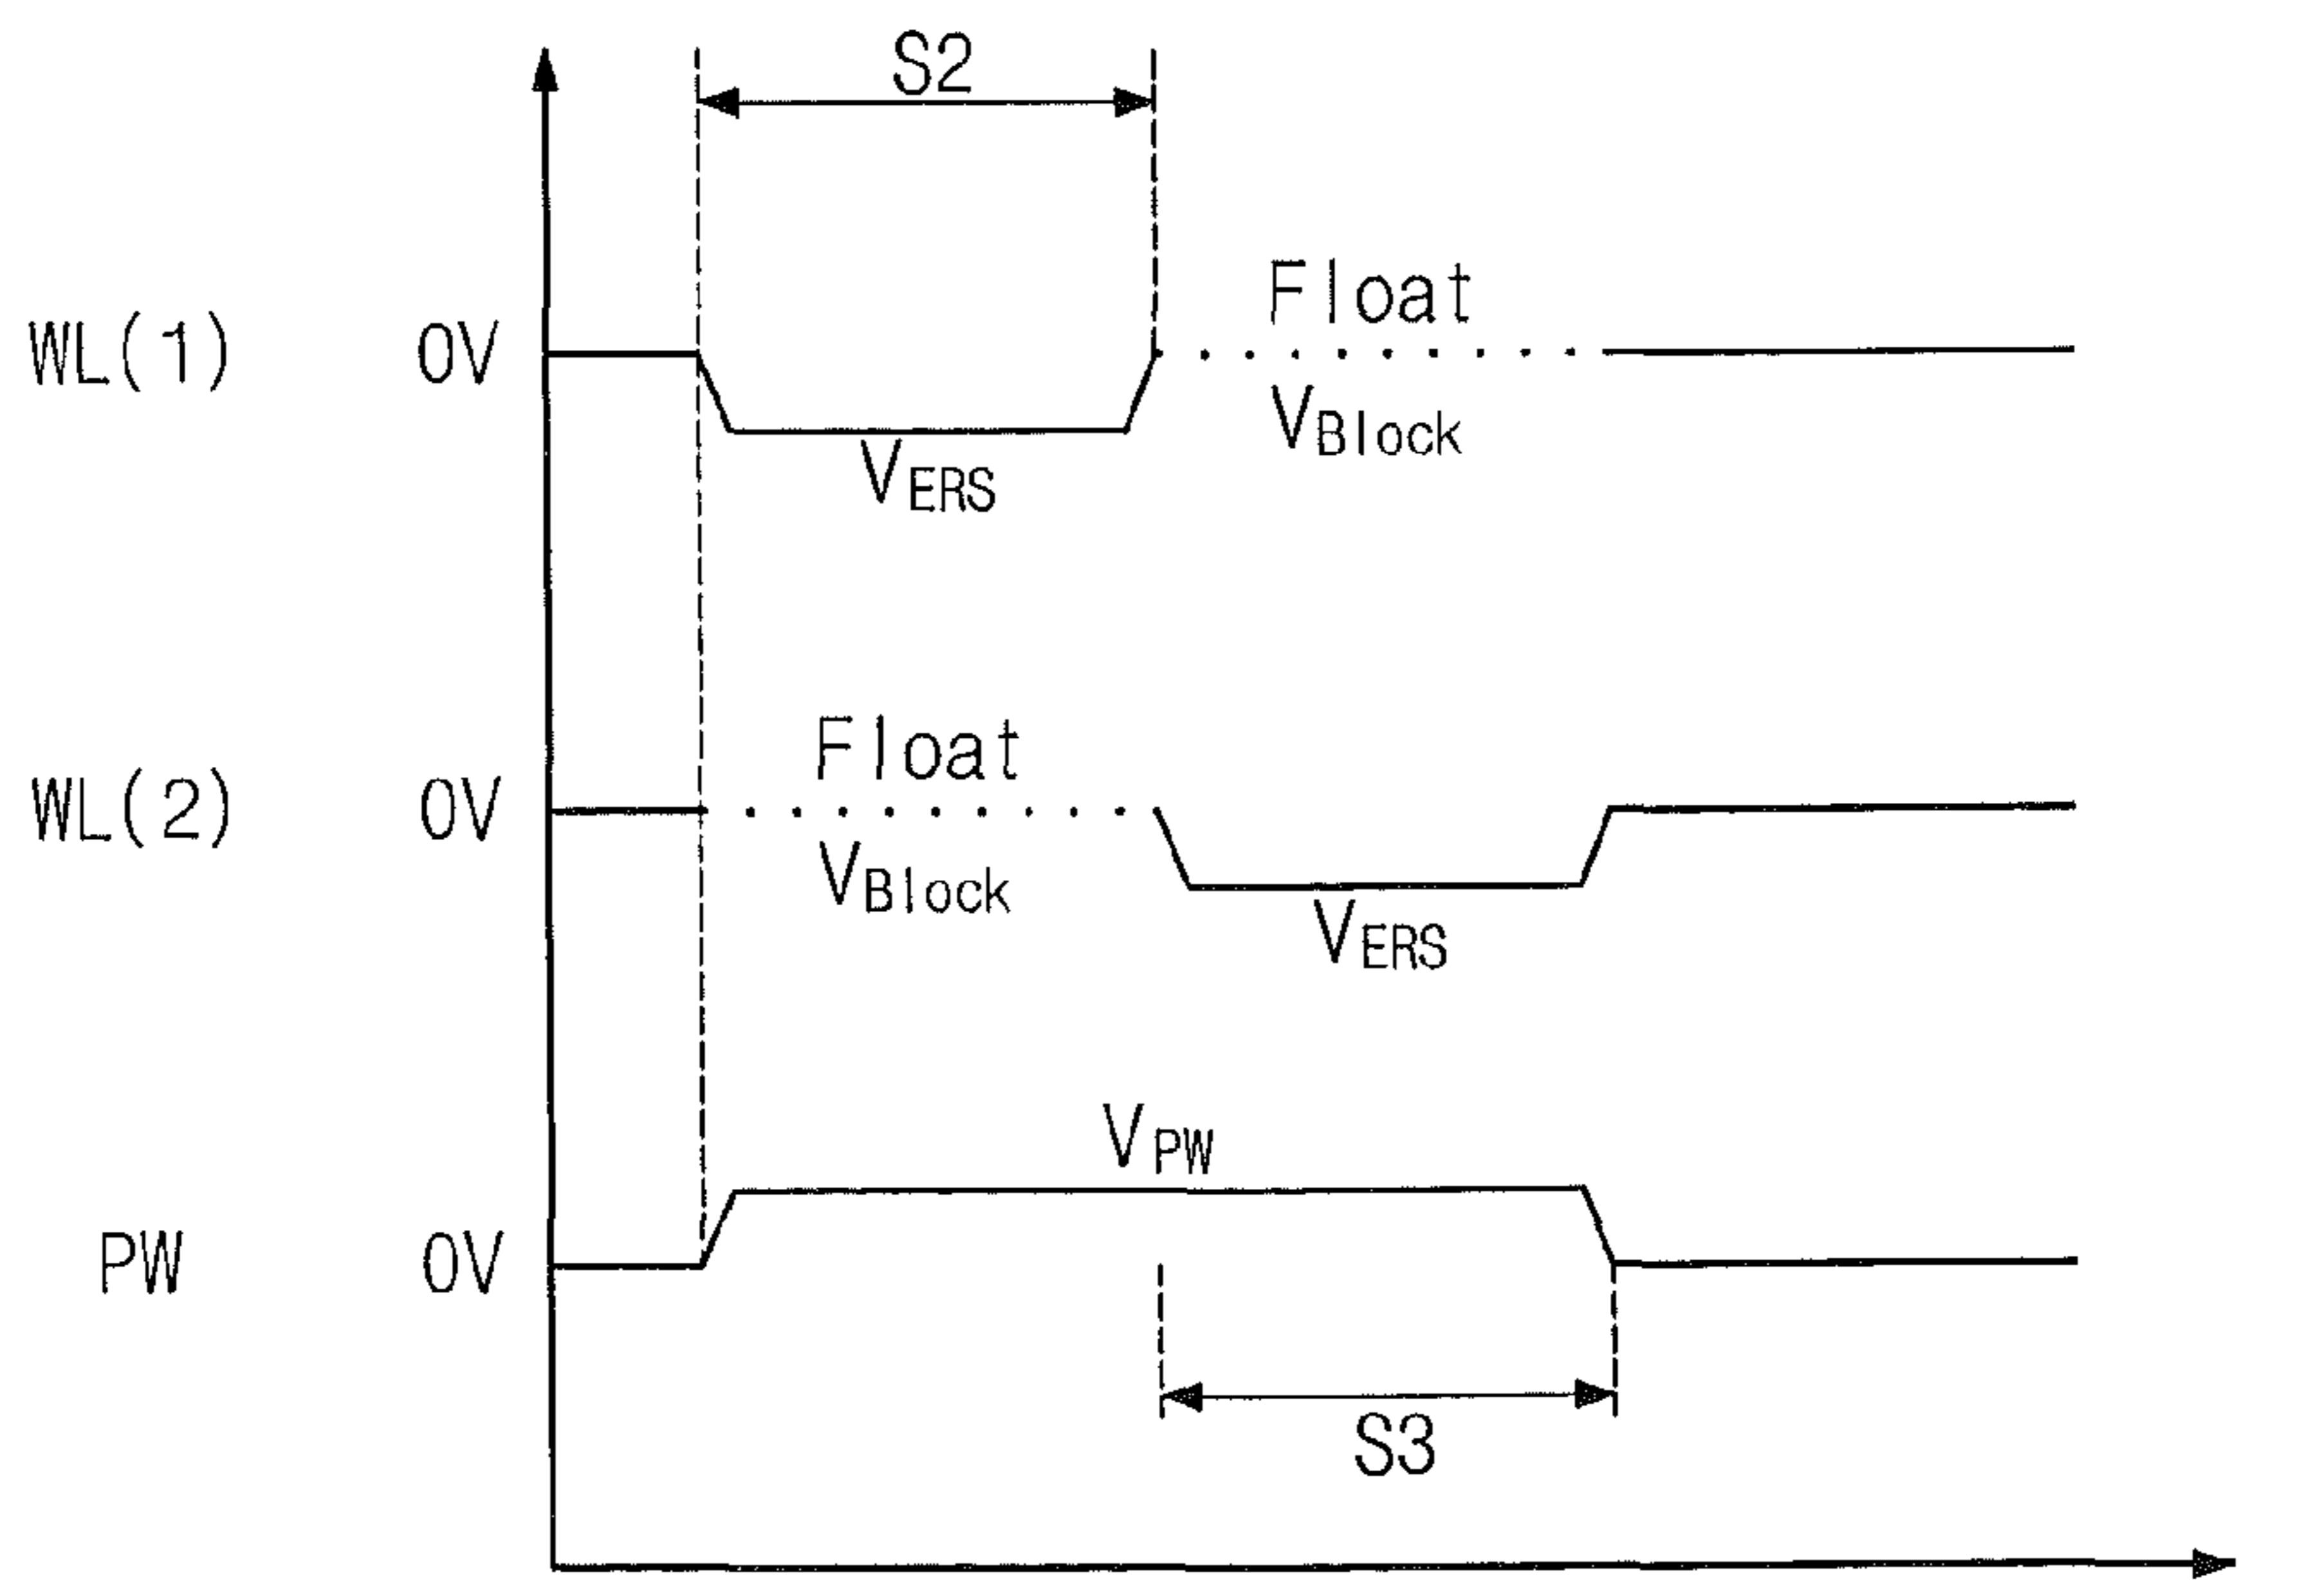 S2
Float
WL(1) 0V
VBlock
VERS
Float
WL(2) 0V
VBlock
VERS
VPW
PW 0V
S3